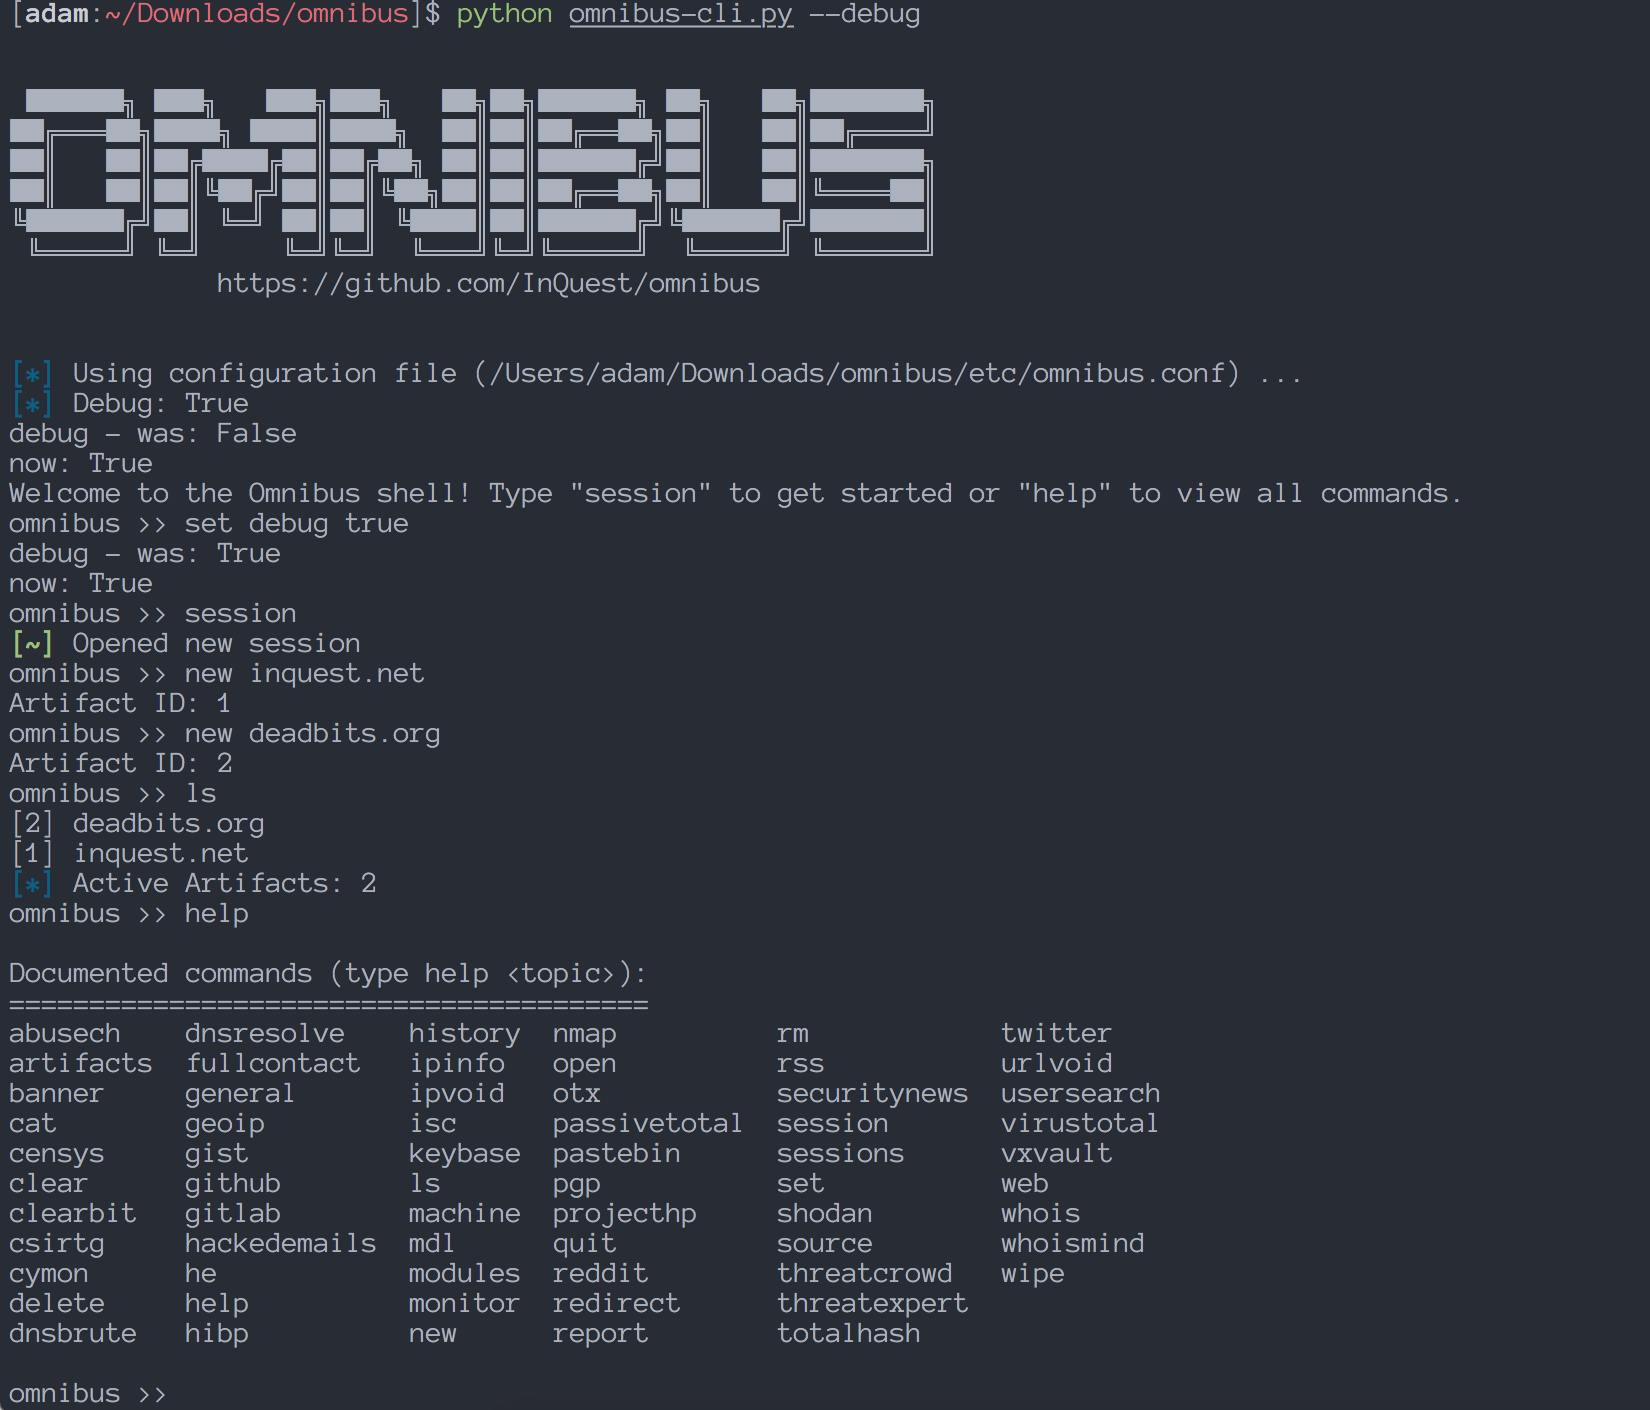 [adam:~/Downloads/omnibus]$ python omnibus-cli.py --debug
OMNIBUS
https://github.com/InQuest/omnibus
[*] Using configuration file (/Users/adam/Downloads/omnibus/etc/omnibus.conf) ...
[*] Debug: True
debug - was: False
now: True
Welcome to the Omnibus shell! Type "session" to get started or "help" to view all commands.
omnibus >> set debug true
debug - was: True
now: True
omnibus >> session
[~] Opened new session
omnibus >> new inquest.net
Artifact ID: 1
omnibus >> new deadbits.org
Artifact ID: 2
omnibus >> ls
[2] deadbits.org
[1] inquest.net
[*] Active Artifacts: 2
omnibus >> help
Documented commands (type help <topic>):
========================================
abusech    dnsresolve    history  nmap          rm            twitter
artifacts  fullcontact   ipinfo   open          rss           urlvoid
banner     general       ipvoid   otx           securitynews  usersearch
cat        geoip         isc      passivetotal  session       virustotal
censys     gist          keybase  pastebin      sessions      vxvault
clear      github        ls       pgp           set           web
clearbit   gitlab        machine  projecthp     shodan        whois
csirtg     hackedemails  mdl      quit          source        whoismind
cymon      he            modules  reddit        threatcrowd   wipe
delete     help          monitor  redirect      threatexpert
dnsbrute   hibp          new      report        totalhash
omnibus >>